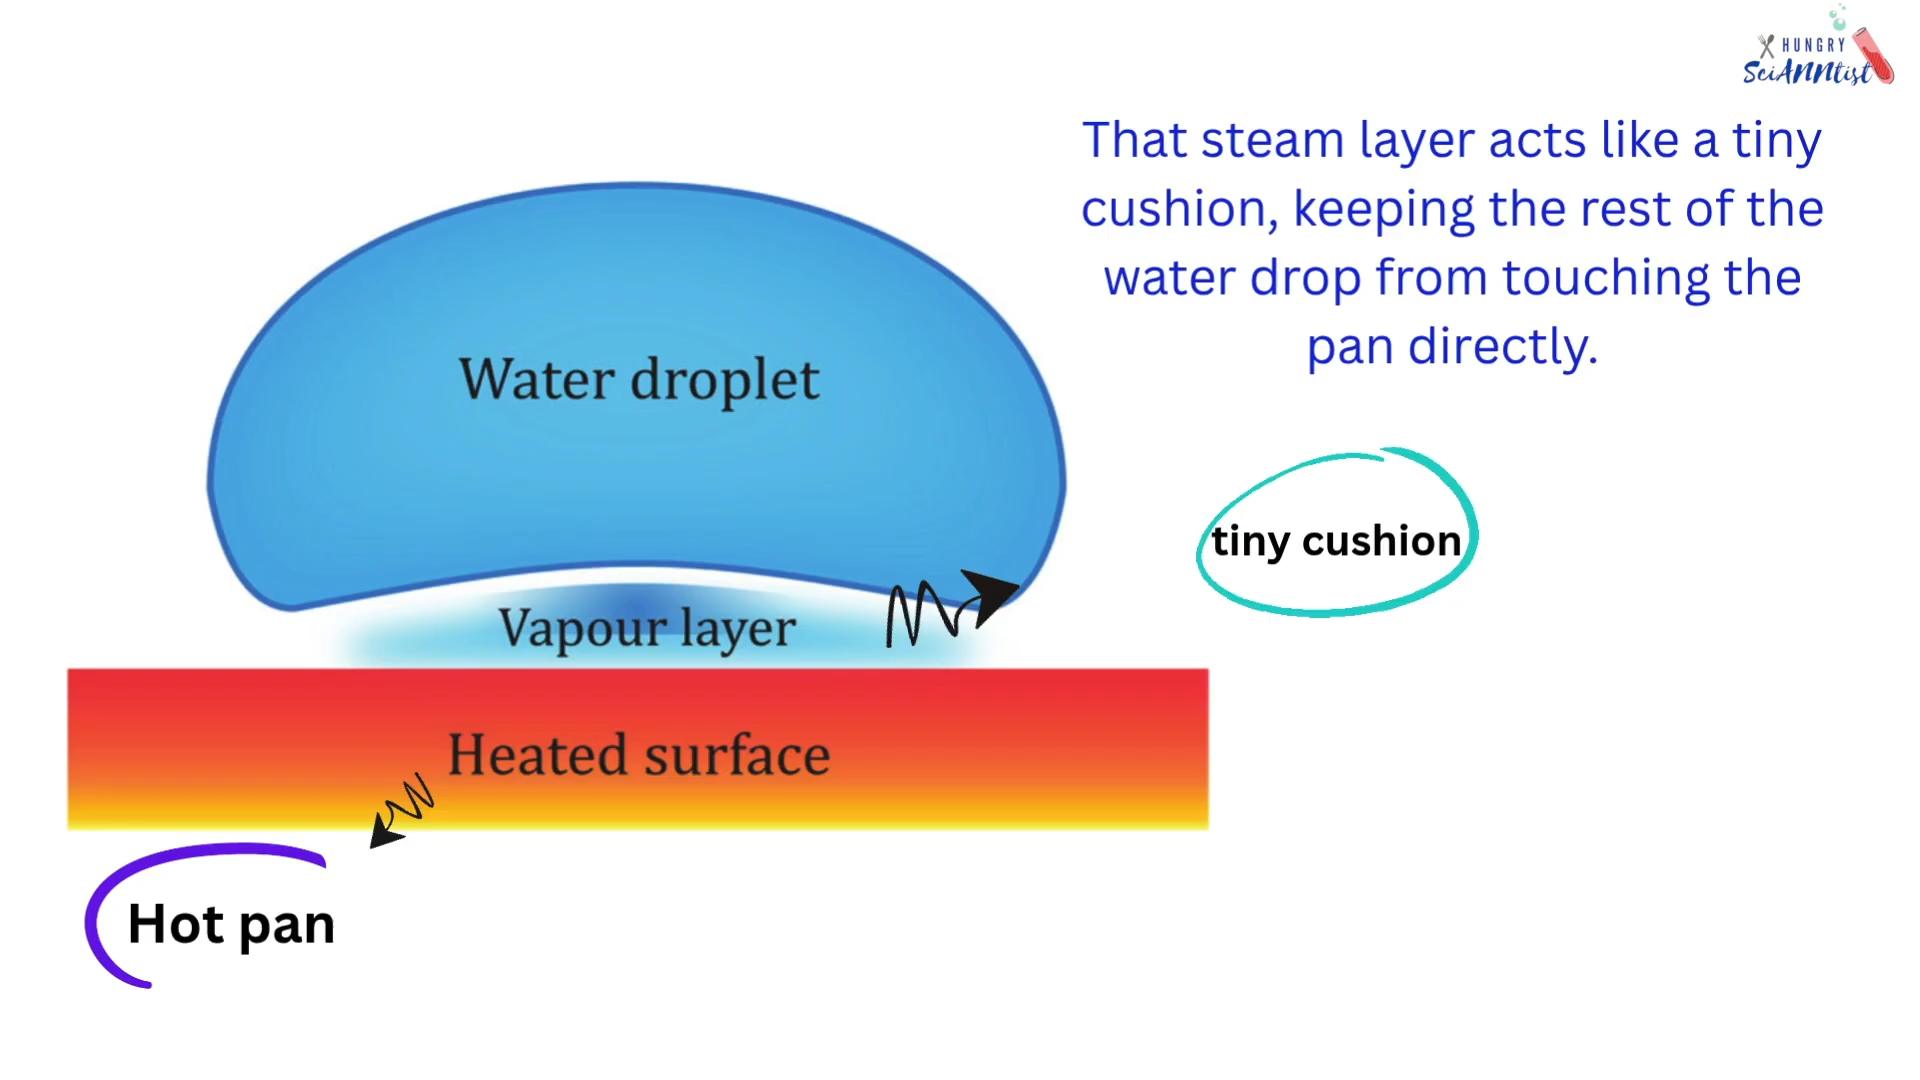 HUNGRY
SciANNtist
That steam layer acts like a tiny
cushion, keeping the rest of the
water drop from touching the
pan directly.
Water droplet
tiny cushion
Vapour layer
Heated surface
Hot pan